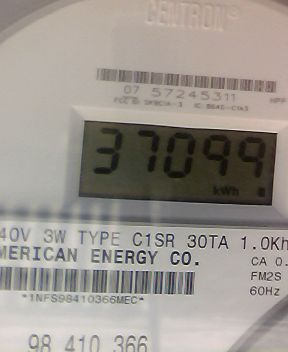 CENTRON®
07 57245311
37099
kWh
40V 3W TYPE C1SR 30TA 1.0Kh
MERICAN ENERGY CO.
CA 0.
FM2S
60Hz
*1NFS98410366MEC*
98 410 366